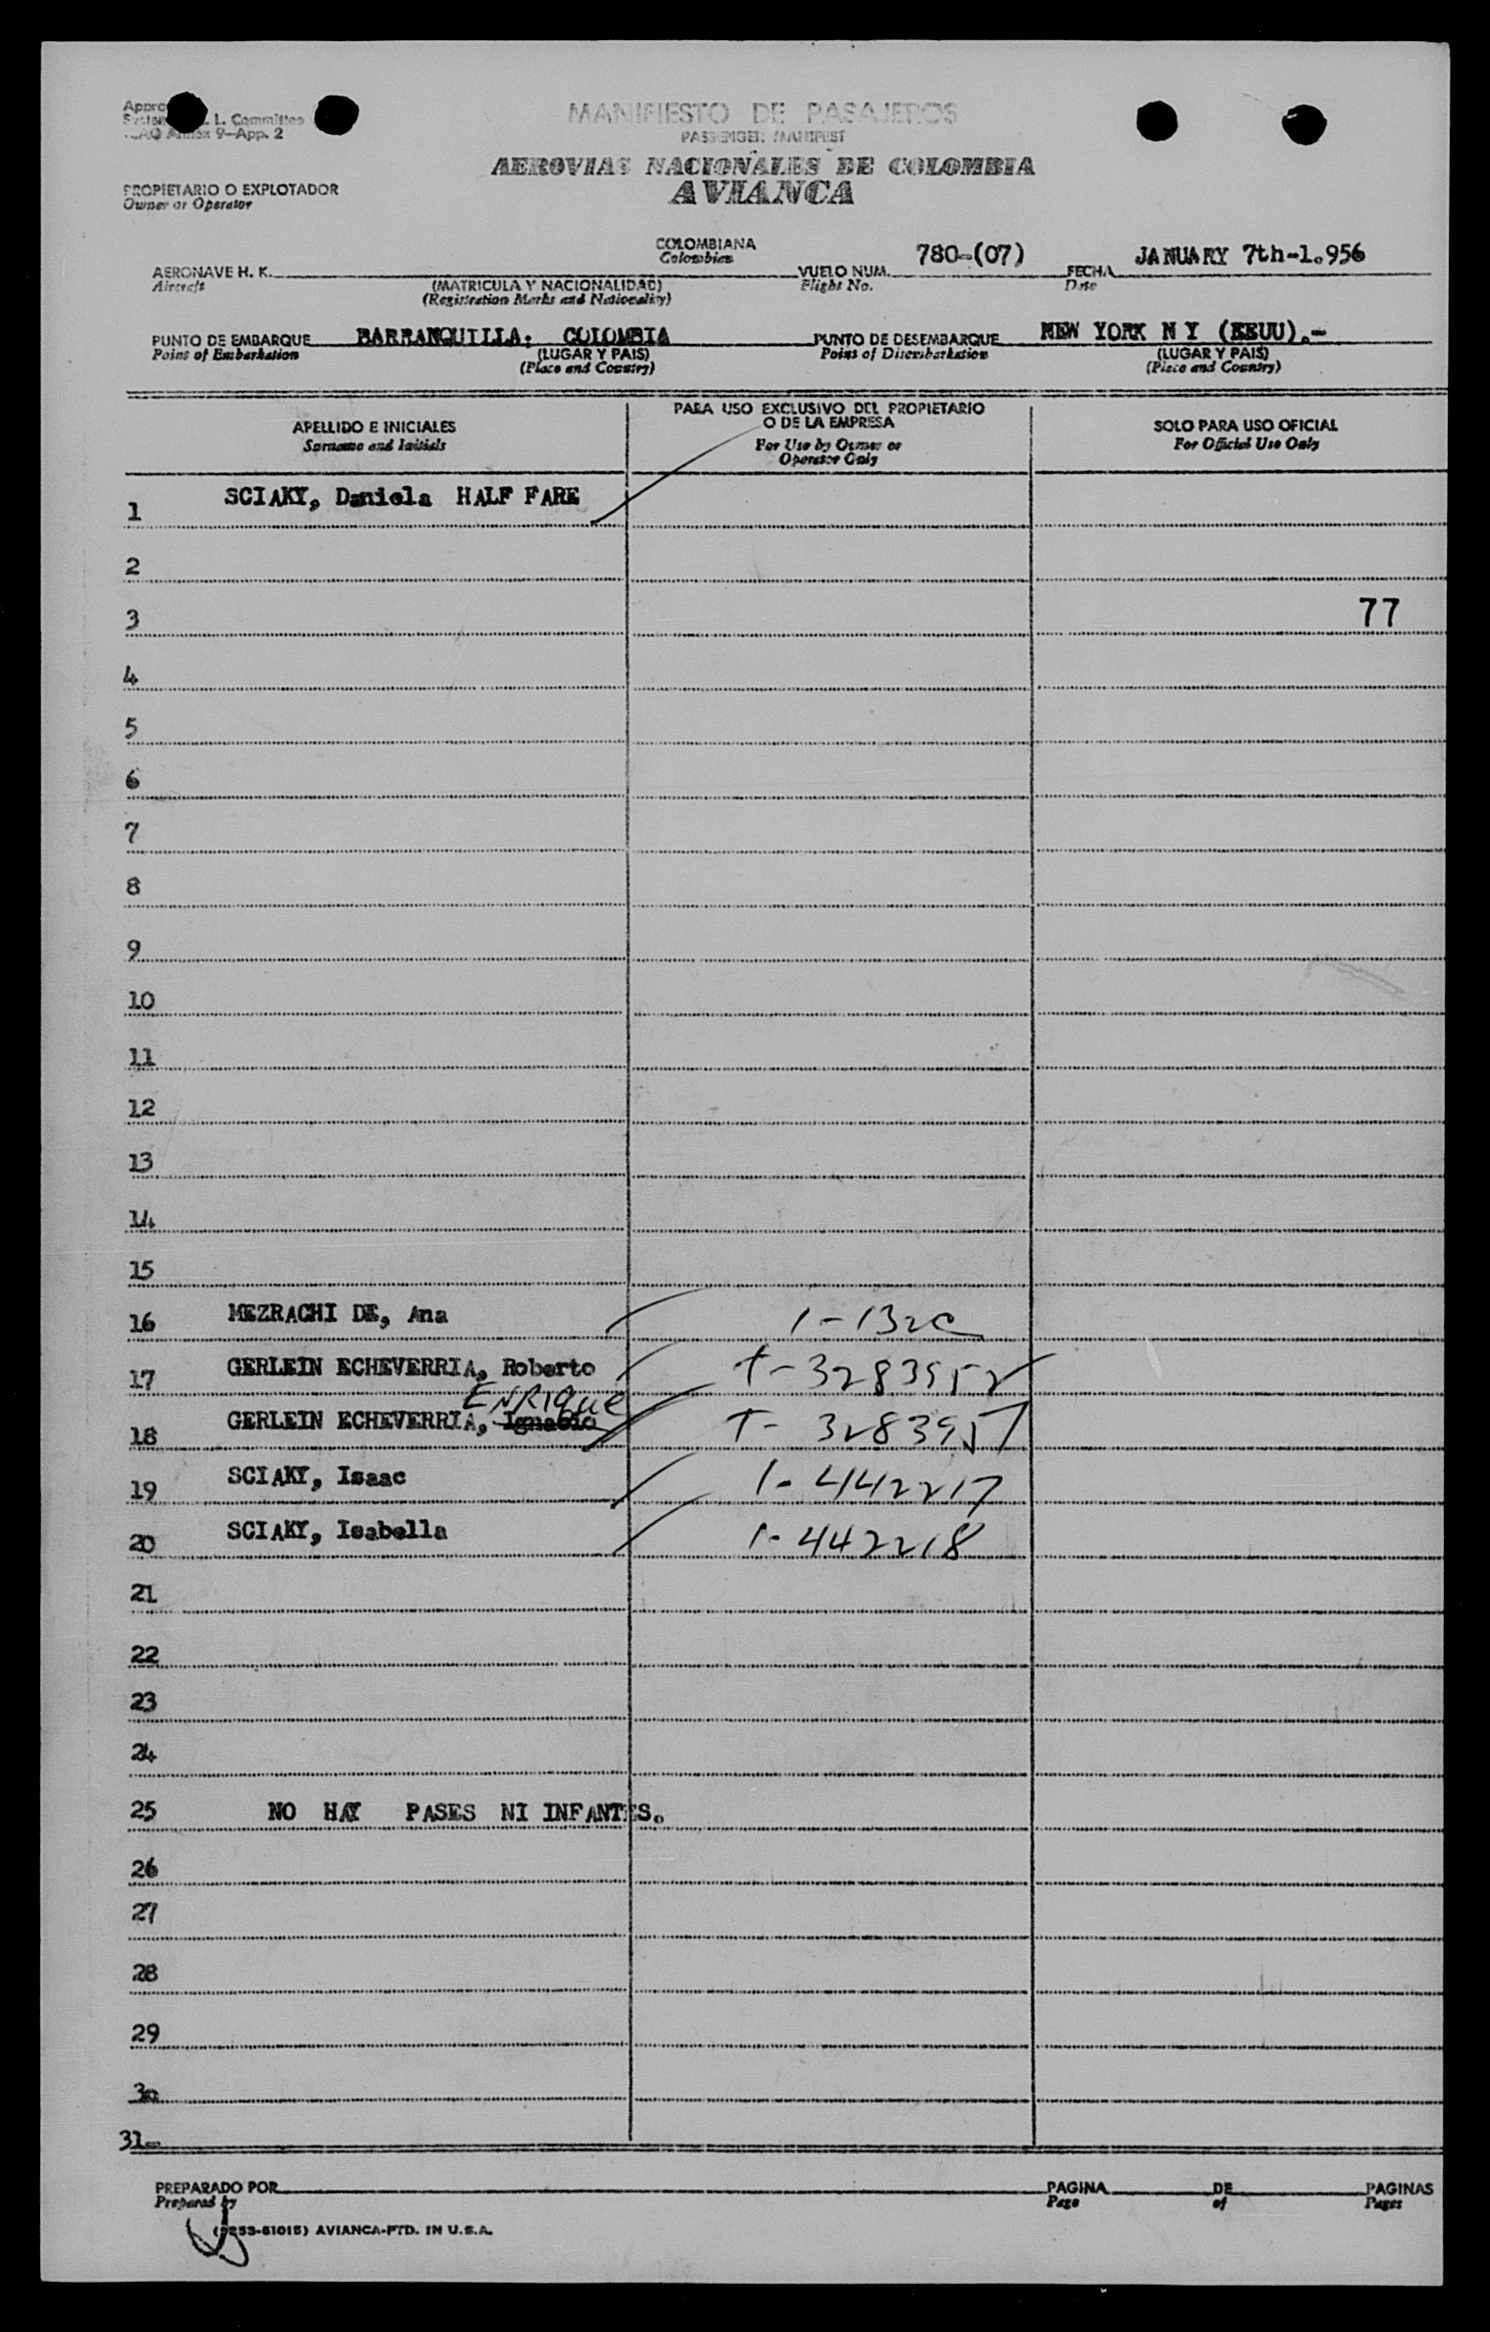 MANIFIESTO DE PASAJEROS
PASSENGER MANIFEST
L. Committee
9-App. 2
AEROVIAS NACIONALES DE COLOMBIA
AVIANCA
PROPIETARIO O EXPLOTADOR
Owner or Operator
COLOMBIANA
Colombian
AERONAVE H. K.
Aircraft
(MATRICULA Y NACIONALIDAD)
(Registration Marks and Nationality)
VUELO NUM. 780-(07)
Flight No.
FECHA JANUARY 7th-1.956
Date
PUNTO DE EMBARQUE BARRANQUILLA; COLOMBIA
Point of Embarkation
(LUGAR Y PAIS)
(Place and Country)
PUNTO DE DESEMBARQUE NEW YORK N Y (EEUU).-
Point of Disembarkation
(LUGAR Y PAIS)
(Place and Country)
APELLIDO E INICIALES
Surname and Initials
PARA USO EXCLUSIVO DEL PROPIETARIO
O DE LA EMPRESA
For Use by Owner or
Operator Only
SOLO PARA USO OFICIAL
For Official Use Only
1 SCIAKY, Daniela HALF FARE
2
3 77
4
5
6
7
8
9
10
11
12
13
14
15
16 MEZRACHI DE, Ana
17 GERLEIN ECHEVERRIA, Roberto T-3283952
ENRIQUE
18 GERLEIN ECHEVERRIA, Ignacio T-3283951
19 SCIAKY, Isaac 1-442217
20 SCIAKY, Isabella 1-442218
21
22
23
24
25 NO HAY PASES NI INFANTES.
26
27
28
29
30
31-
PREPARADO POR
Prepared by
PAGINA DE PAGINAS
Page of Pages
AVIANCA-PTD. IN U.S.A.